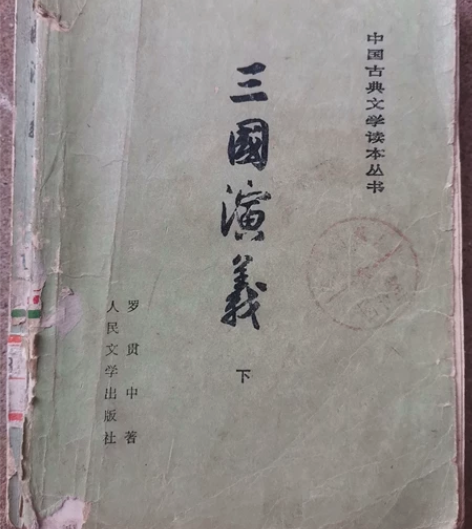 中国古典文学读本丛书
三國演義
下
罗贯中著
人民文学出版社